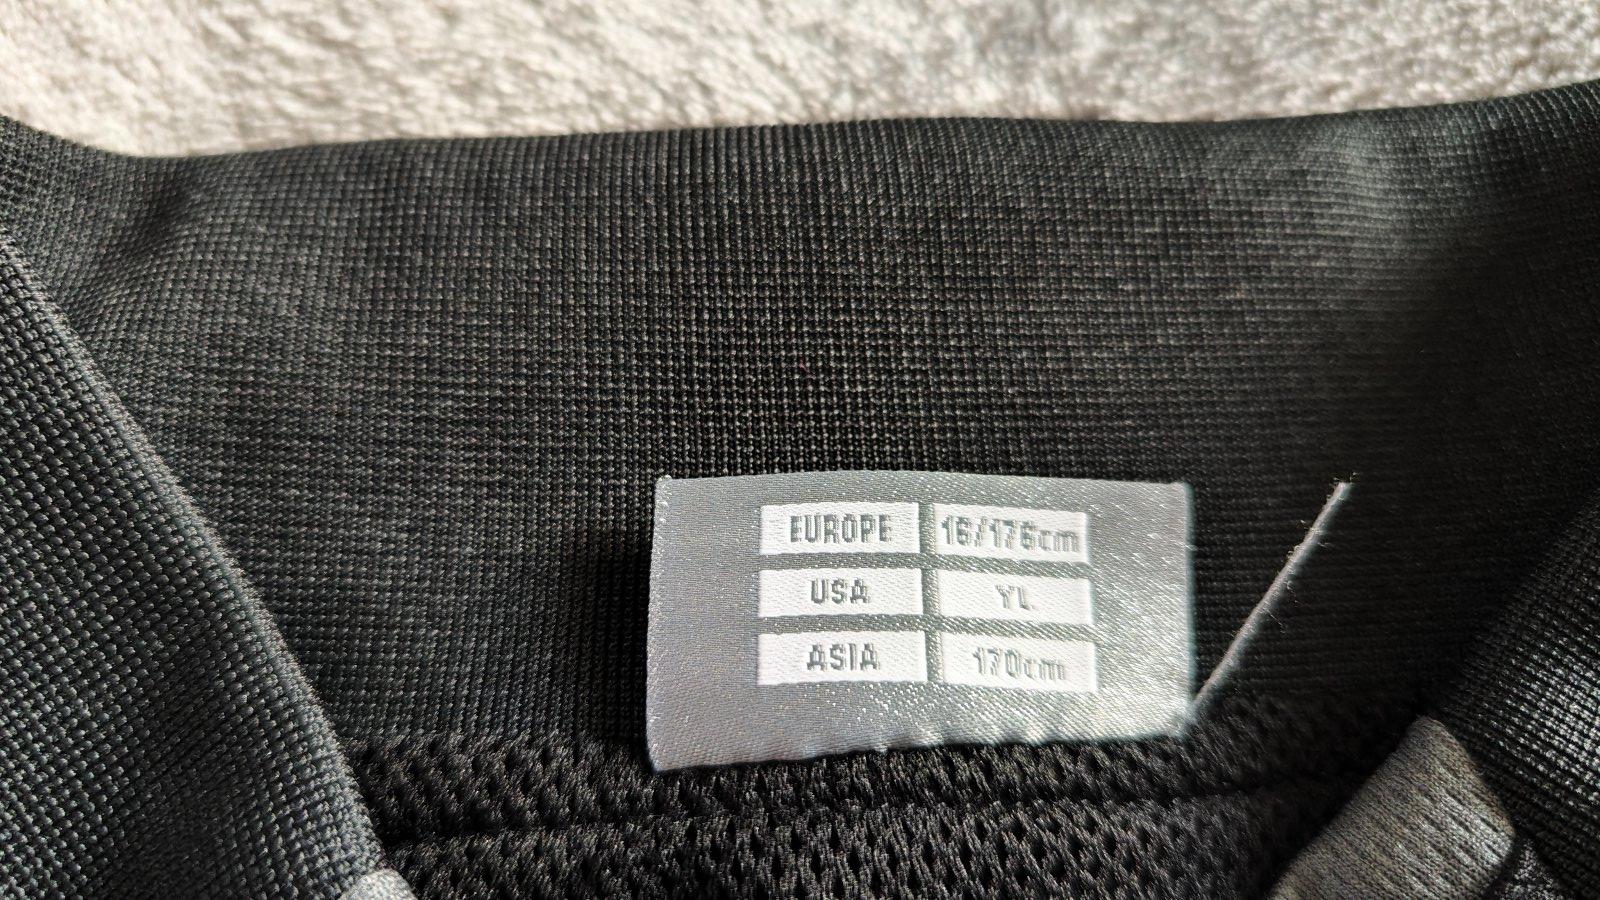 EUROPE 16/176cm
USA YL
ASIA 170cm